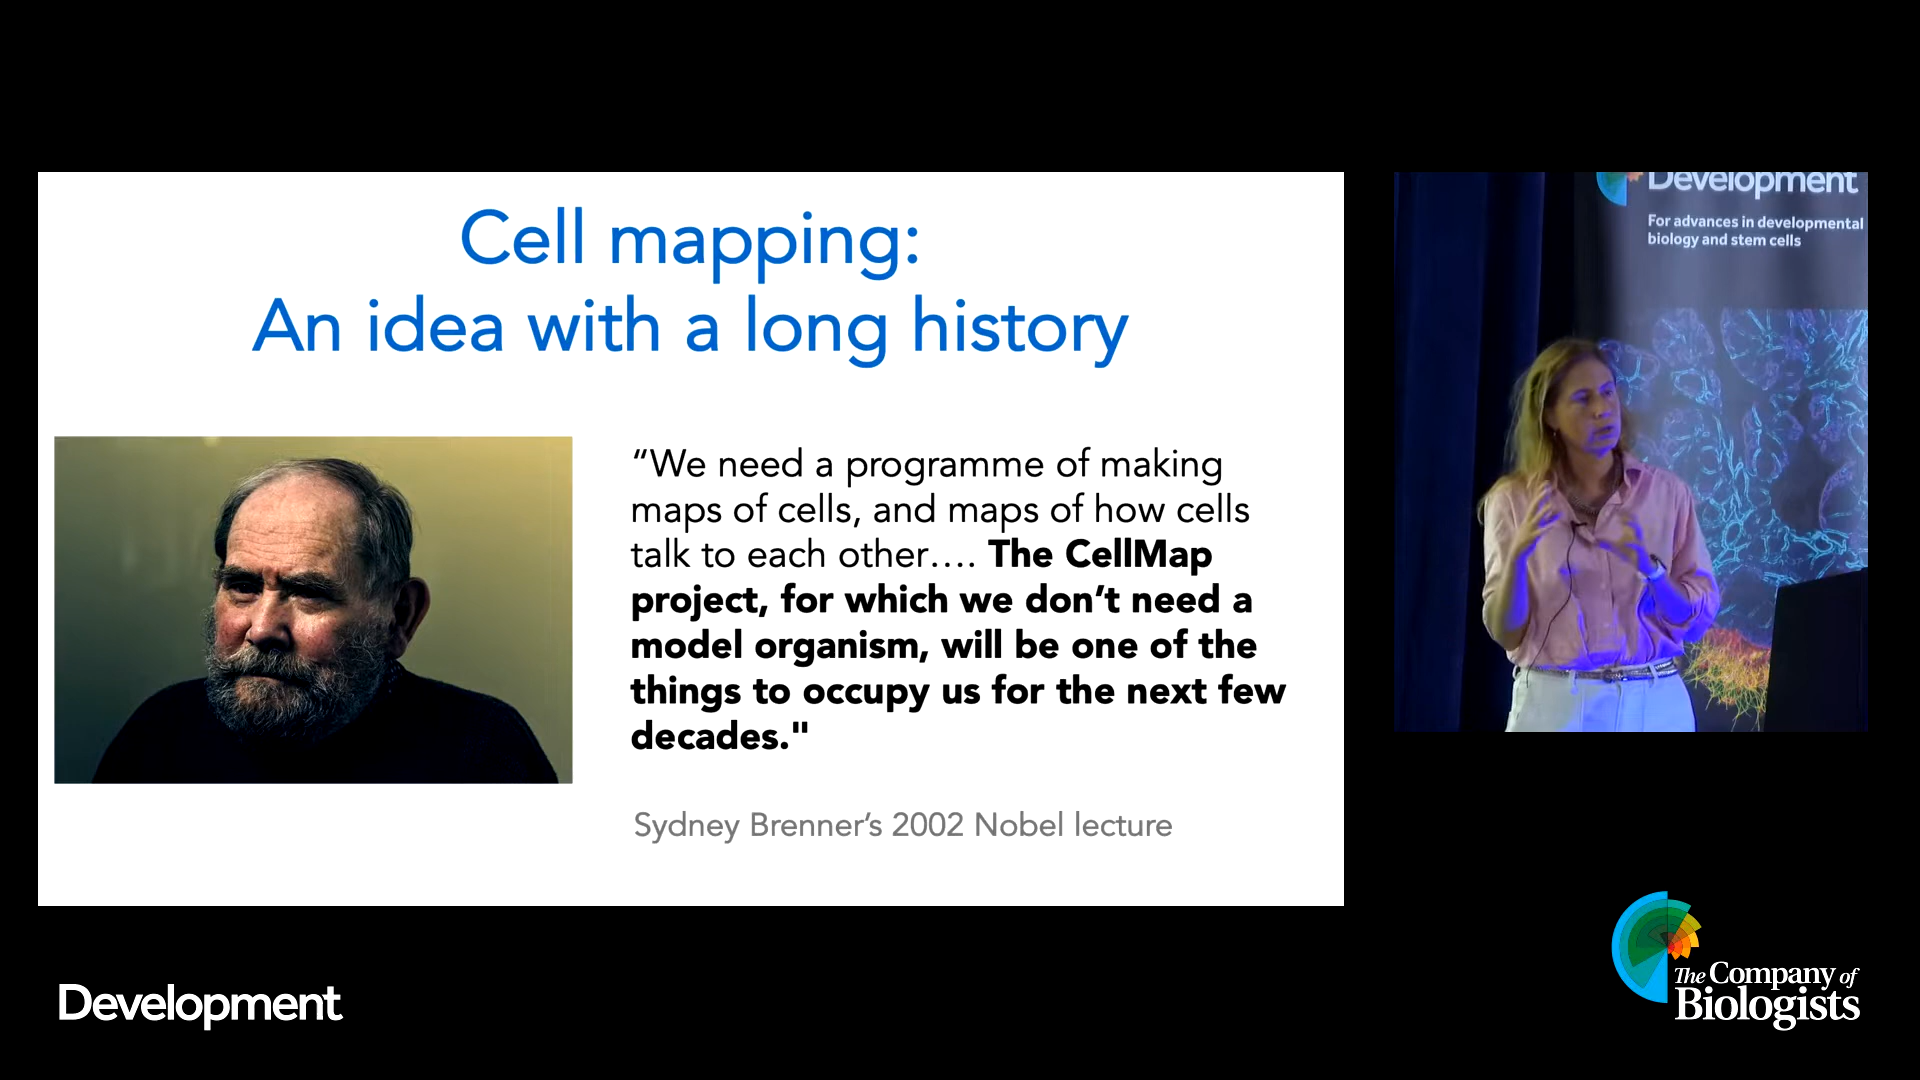 Cell mapping:
An idea with a long history
“We need a programme of making
maps of cells, and maps of how cells
talk to each other…. The CellMap
project, for which we don’t need a
model organism, will be one of the
things to occupy us for the next few
decades."
Sydney Brenner’s 2002 Nobel lecture
Development
For advances in developmental
biology and stem cells
Development
The Company of
Biologists